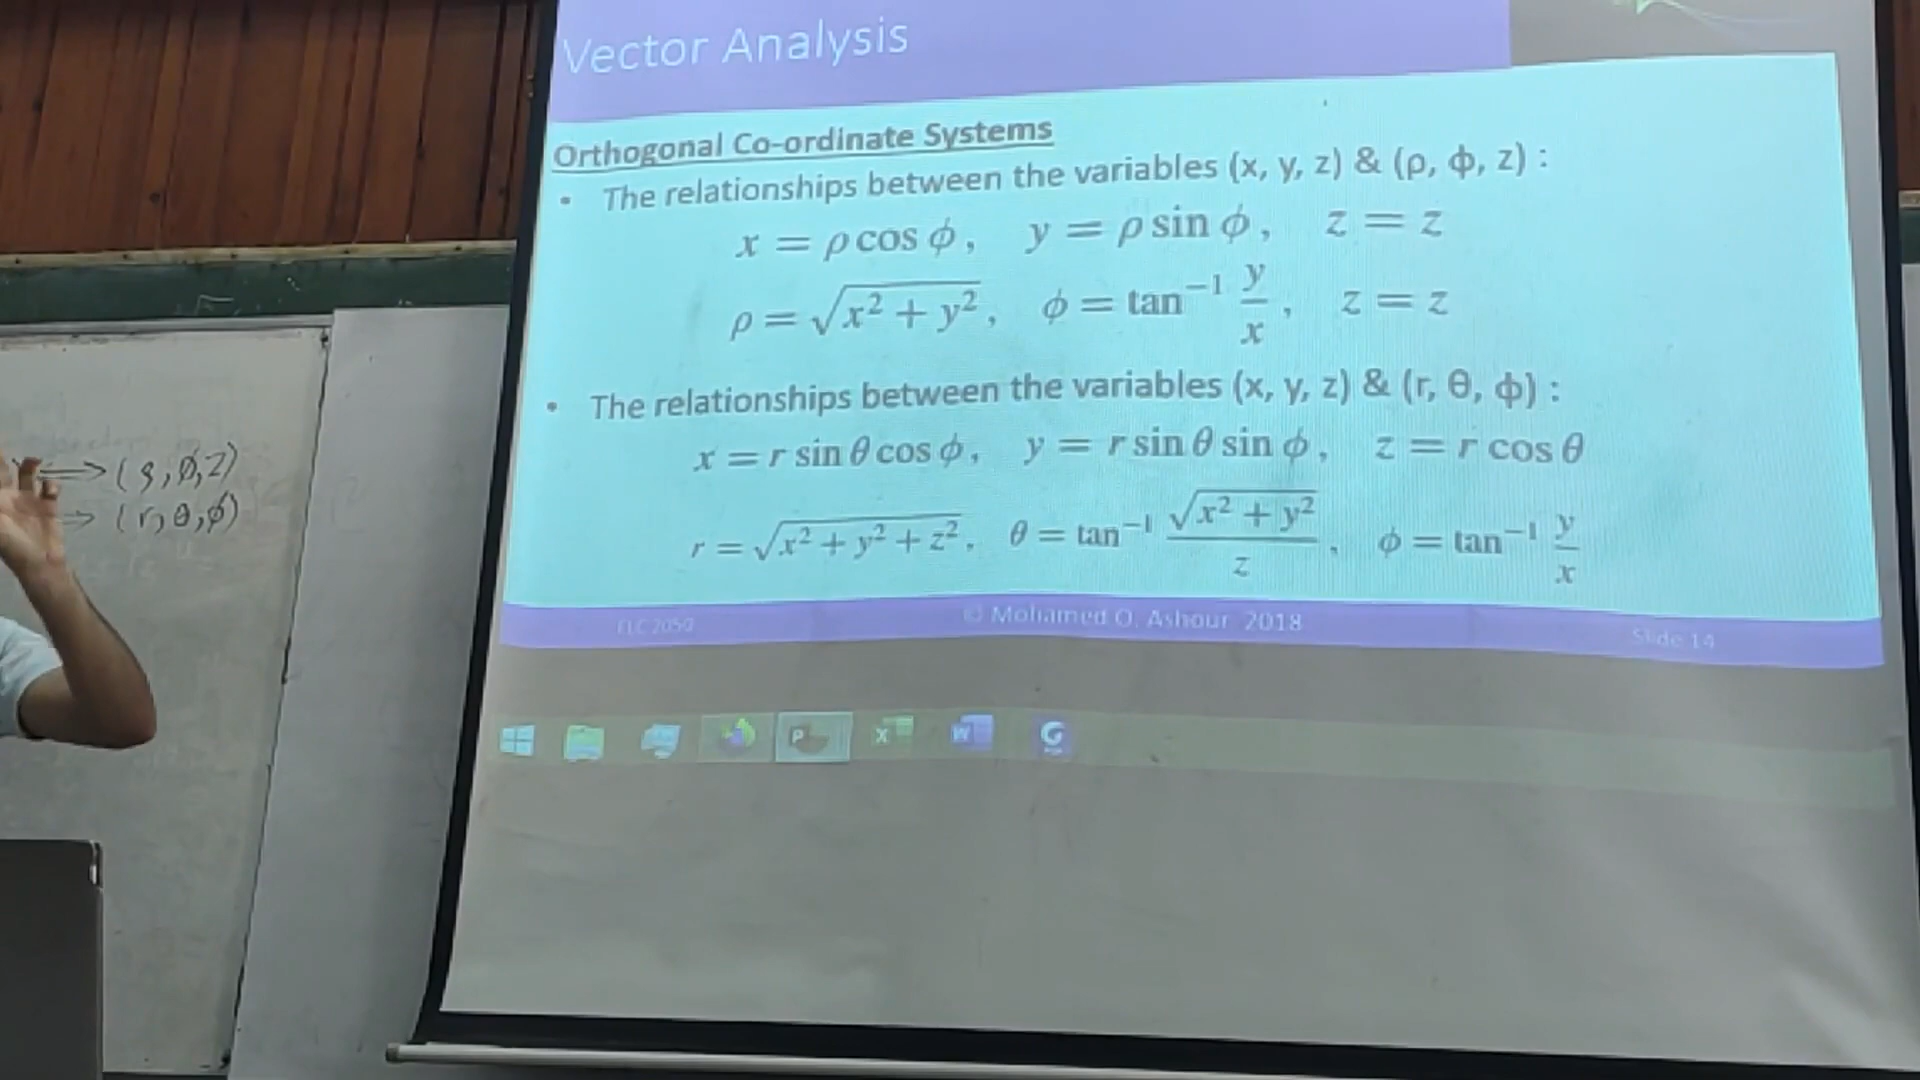 Vector Analysis
Orthogonal Co-ordinate Systems
• The relationships between the variables (x, y, z) & (ρ, ϕ, z) :
x = ρ cos ϕ, y = ρ sin ϕ, z = z
ρ = √(x² + y²), ϕ = tan⁻¹ y/x, z = z
• The relationships between the variables (x, y, z) & (r, θ, ϕ) :
x = r sin θ cos ϕ, y = r sin θ sin ϕ, z = r cos θ
r = √(x² + y² + z²), θ = tan⁻¹ √(x² + y²)/z, ϕ = tan⁻¹ y/x
ELC 2050 © Mohamed O. Ashour 2018 Slide 14
⟺ (ρ, ϕ, z)
⇒ (r, θ, ϕ)